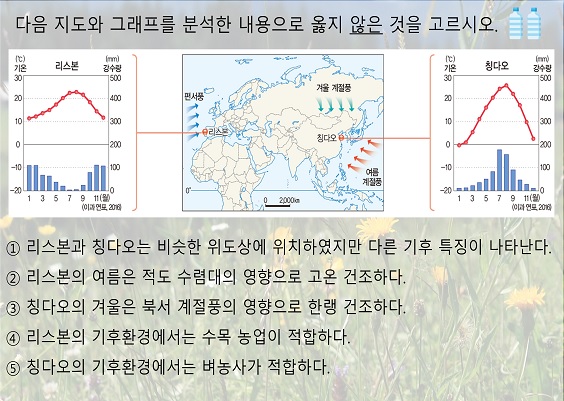 다음 지도와 그래프를 분석한 내용으로 옳지 않은 것을 고르시오.
(℃) 기온
리스본
(mm) 강수량
30
20
10
0
-10
-20
500
400
300
200
100
0
1 3 5 7 9 11(월)
(이과 연표, 2016)
편서풍
리스본
겨울 계절풍
칭다오
여름 계절풍
0°
0 2,000km
(℃) 기온
칭다오
(mm) 강수량
30
20
10
0
-10
-20
500
400
300
200
100
0
1 3 5 7 9 11(월)
(이과 연표, 2016)
① 리스본과 칭다오는 비슷한 위도상에 위치하였지만 다른 기후 특징이 나타난다.
② 리스본의 여름은 적도 수렴대의 영향으로 고온 건조하다.
③ 칭다오의 겨울은 북서 계절풍의 영향으로 한랭 건조하다.
④ 리스본의 기후환경에서는 수목 농업이 적합하다.
⑤ 칭다오의 기후환경에서는 벼농사가 적합하다.